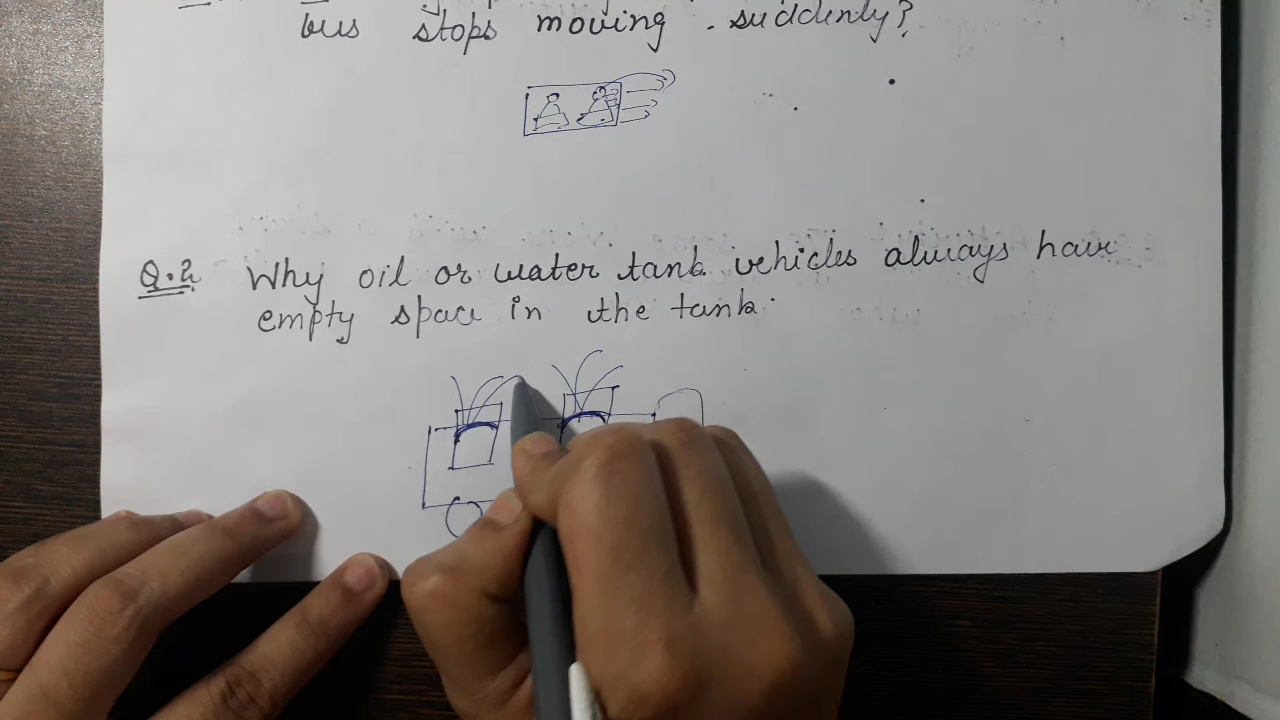 bus stops moving . suddenly?
Q.2 Why oil or water tank vehicles always have
empty space in the tank.